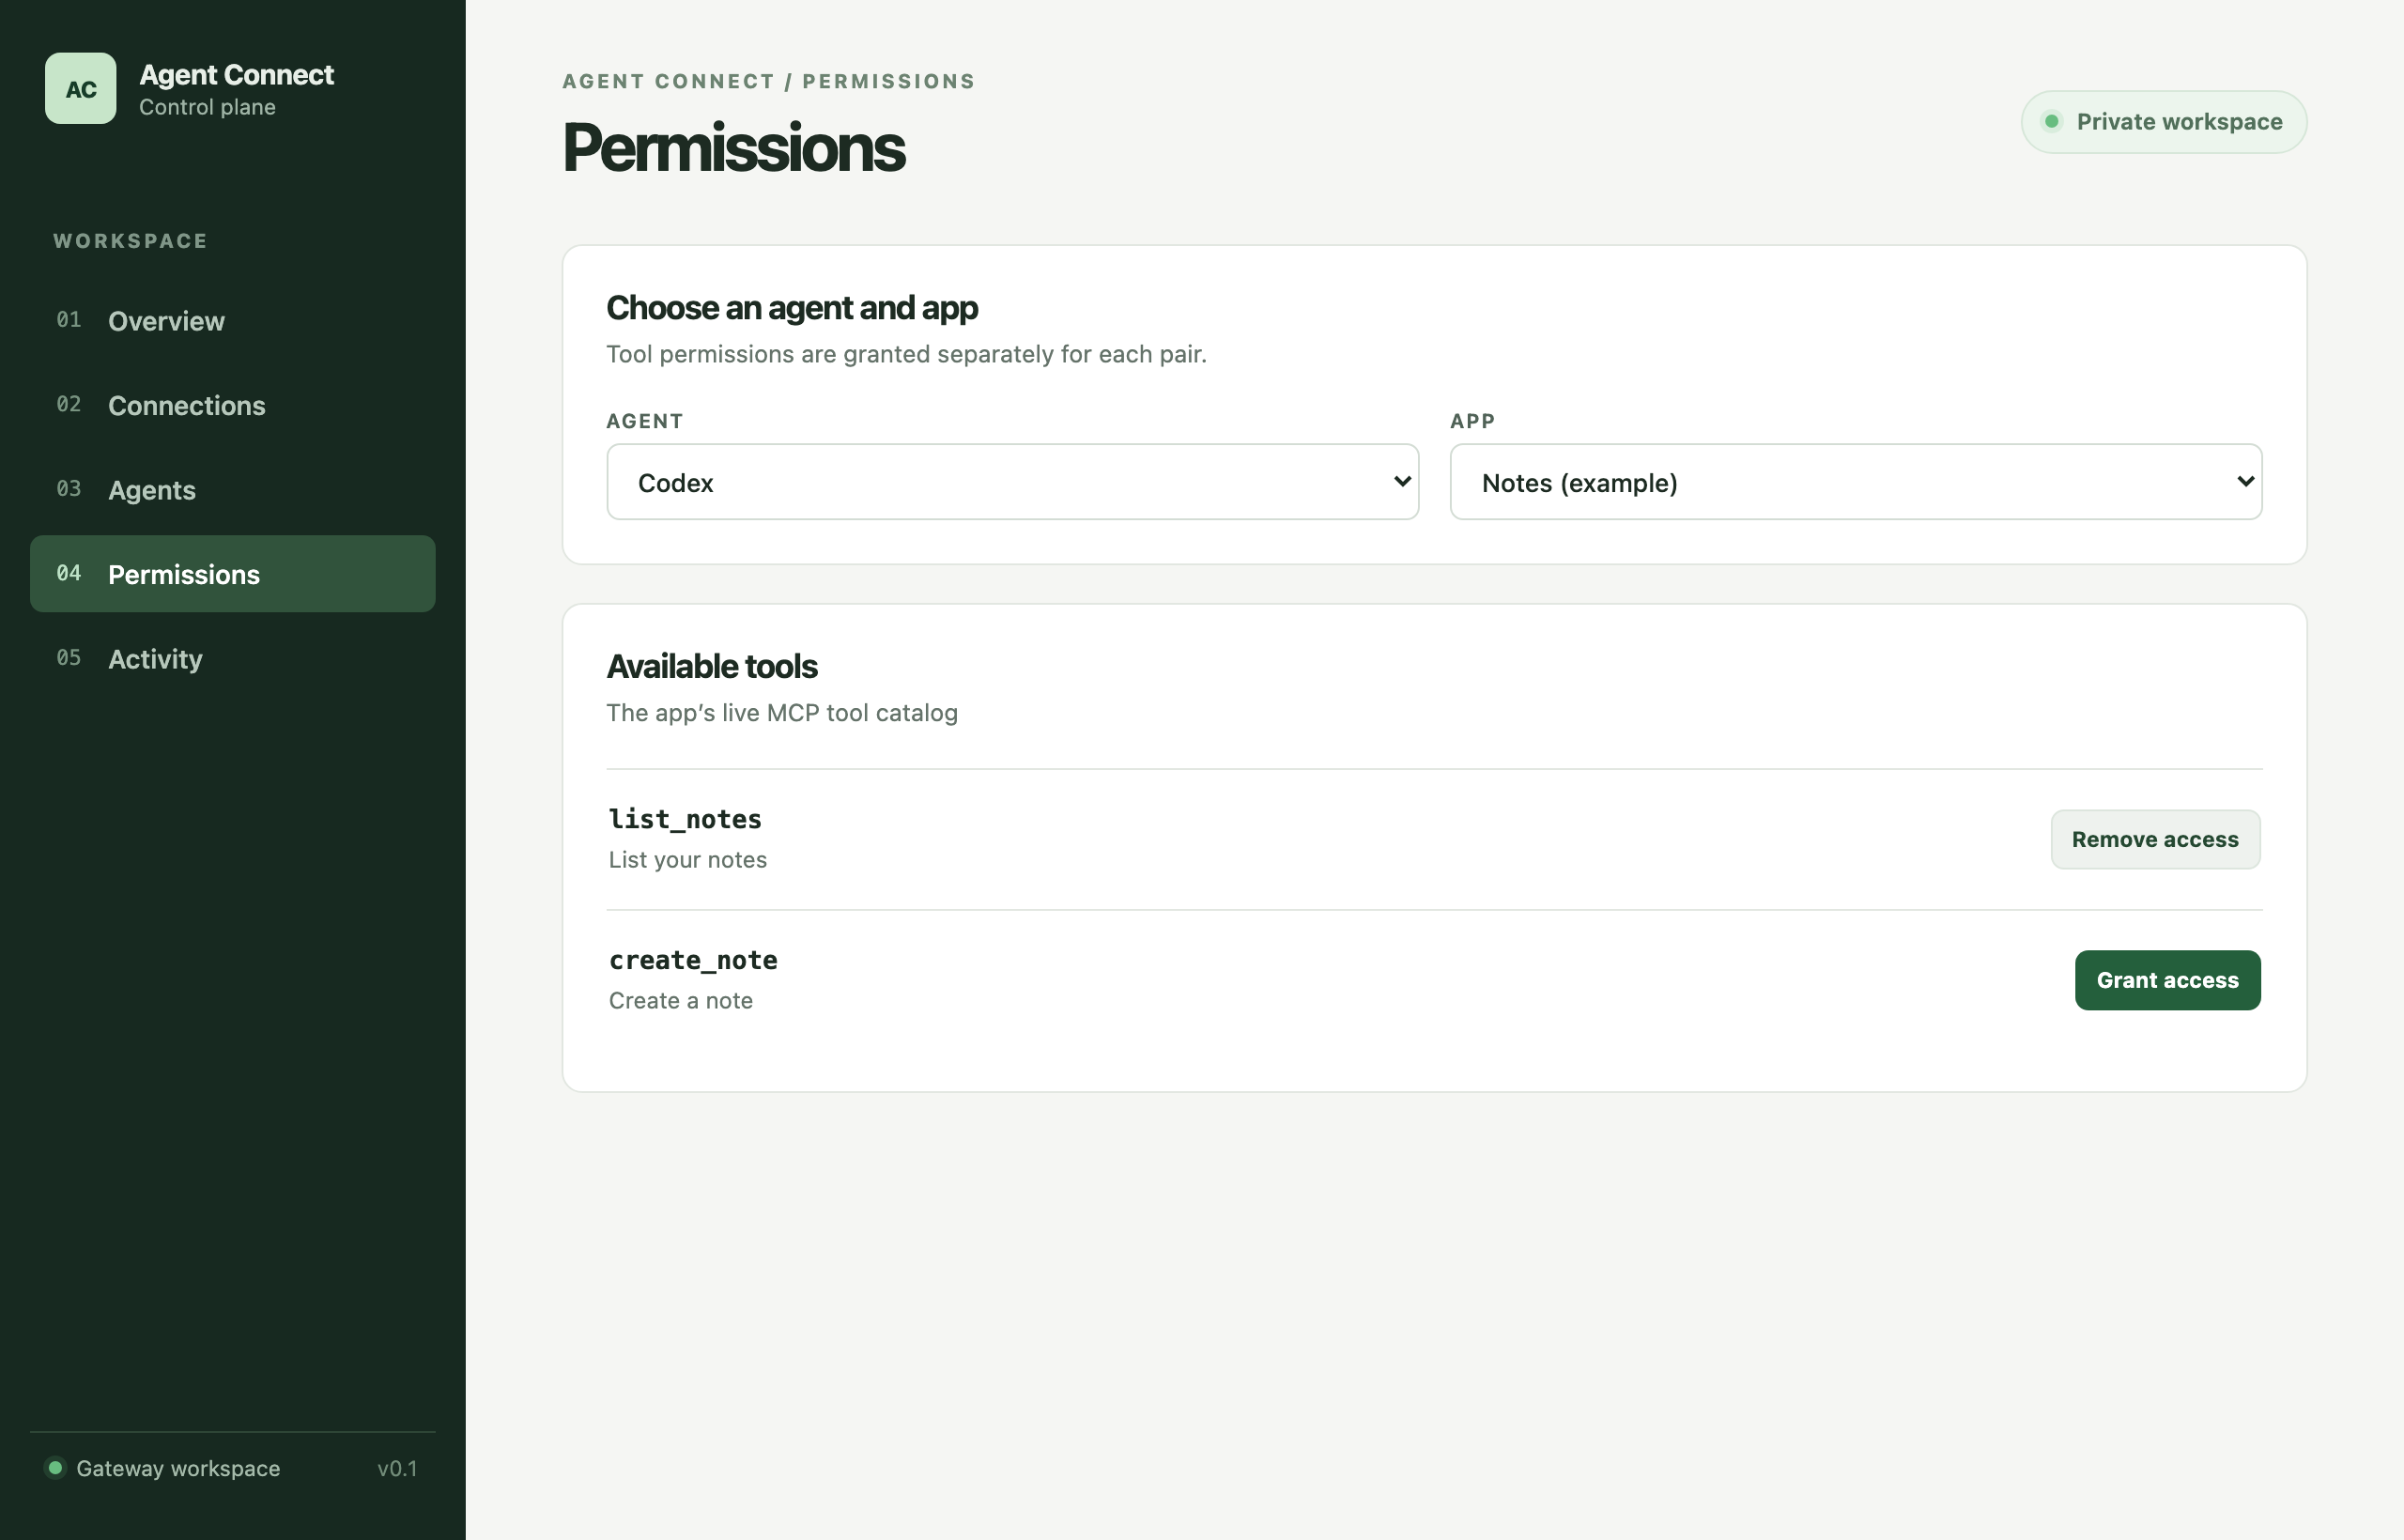 AC
Agent Connect
Control plane
WORKSPACE
01 Overview
02 Connections
03 Agents
04 Permissions
05 Activity
Gateway workspace v0.1
AGENT CONNECT / PERMISSIONS
Permissions
Private workspace
Choose an agent and app
Tool permissions are granted separately for each pair.
AGENT
Codex
APP
Notes (example)
Available tools
The app’s live MCP tool catalog
list_notes
List your notes
Remove access
create_note
Create a note
Grant access